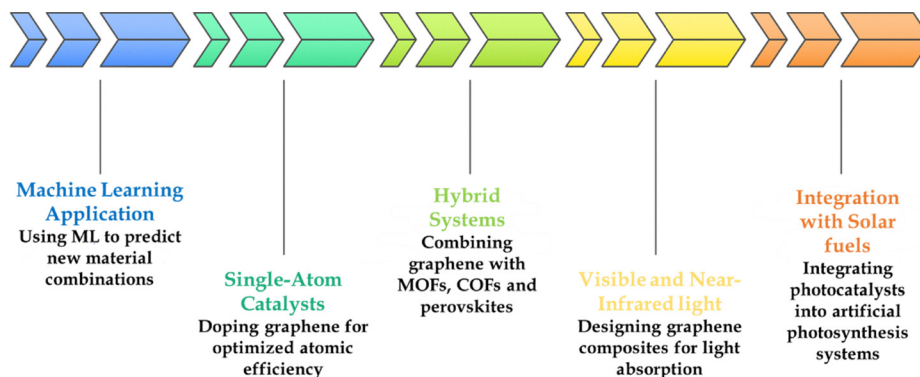 Machine Learning
Application
Using ML to predict
new material
combinations
Single-Atom
Catalysts
Doping graphene for
optimized atomic
efficiency
Hybrid
Systems
Combining
graphene with
MOFs, COFs and
perovskites
Visible and Near-
Infrared light
Designing graphene
composites for light
absorption
Integration
with Solar
fuels
Integrating
photocatalysts
into artificial
photosynthesis
systems